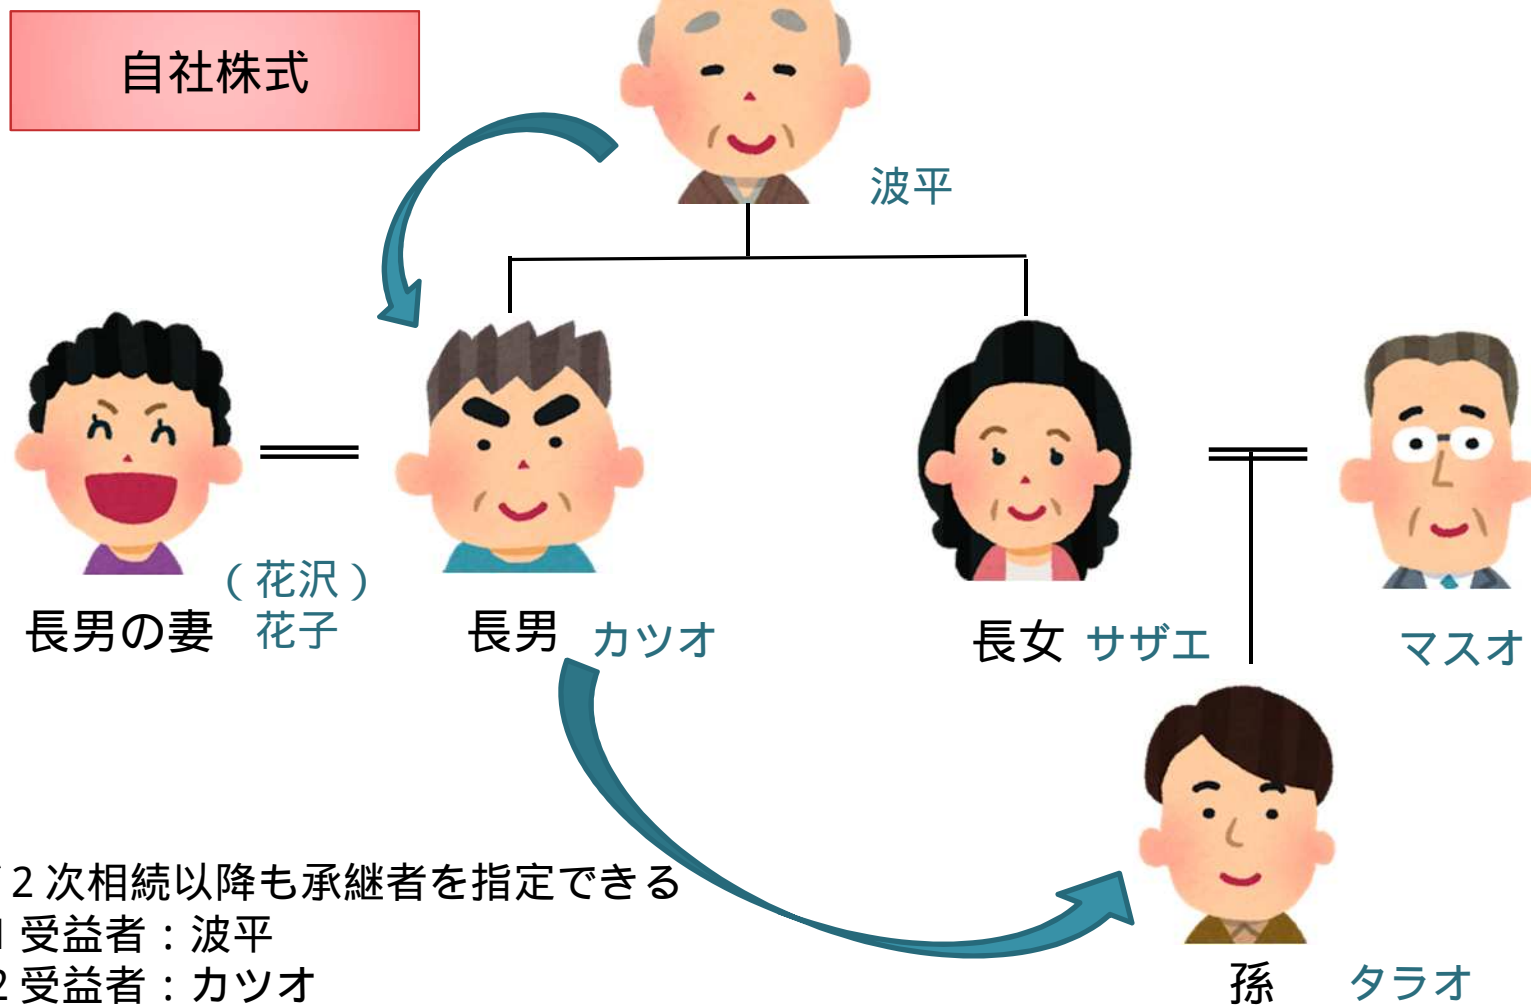 自社株式
波平
(花沢)
花子
長男の妻
長男 カツオ
長女 サザエ
マスオ
2次相続以降も承継者を指定できる
受益者：波平
2受益者：カツオ
孫 タラオ